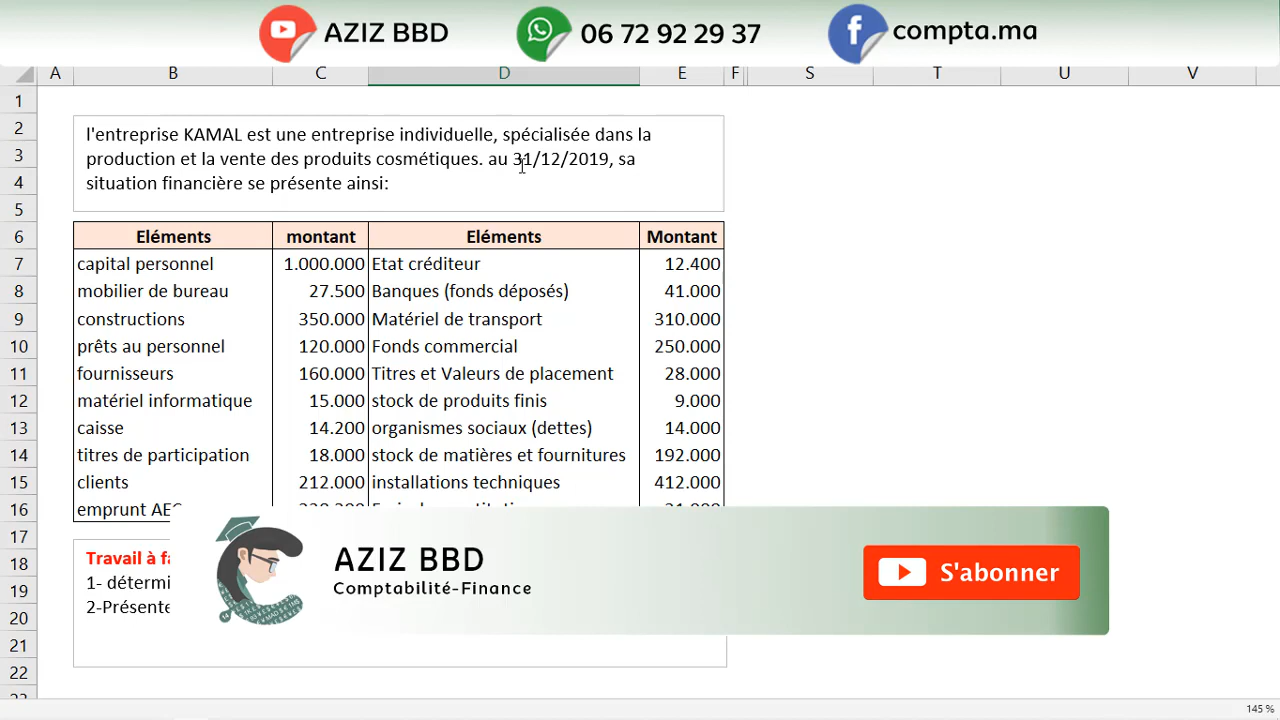 AZIZ BBD
06 72 92 29 37
compta.ma
A B C D E F S T U V
1
2
3
4
5
l'entreprise KAMAL est une entreprise individuelle, spécialisée dans la
production et la vente des produits cosmétiques. au 31/12/2019, sa
situation financière se présente ainsi:
6 Eléments montant Eléments Montant
7 capital personnel 1.000.000 Etat créditeur 12.400
8 mobilier de bureau 27.500 Banques (fonds déposés) 41.000
9 constructions 350.000 Matériel de transport 310.000
10 prêts au personnel 120.000 Fonds commercial 250.000
11 fournisseurs 160.000 Titres et Valeurs de placement 28.000
12 matériel informatique 15.000 stock de produits finis 9.000
13 caisse 14.200 organismes sociaux (dettes) 14.000
14 titres de participation 18.000 stock de matières et fournitures 192.000
15 clients 212.000 installations techniques 412.000
16 emprunt
17
18 Travail à
19 1-
20 2-
21
22
AZIZ BBD
Comptabilité-Finance
S'abonner
145 %